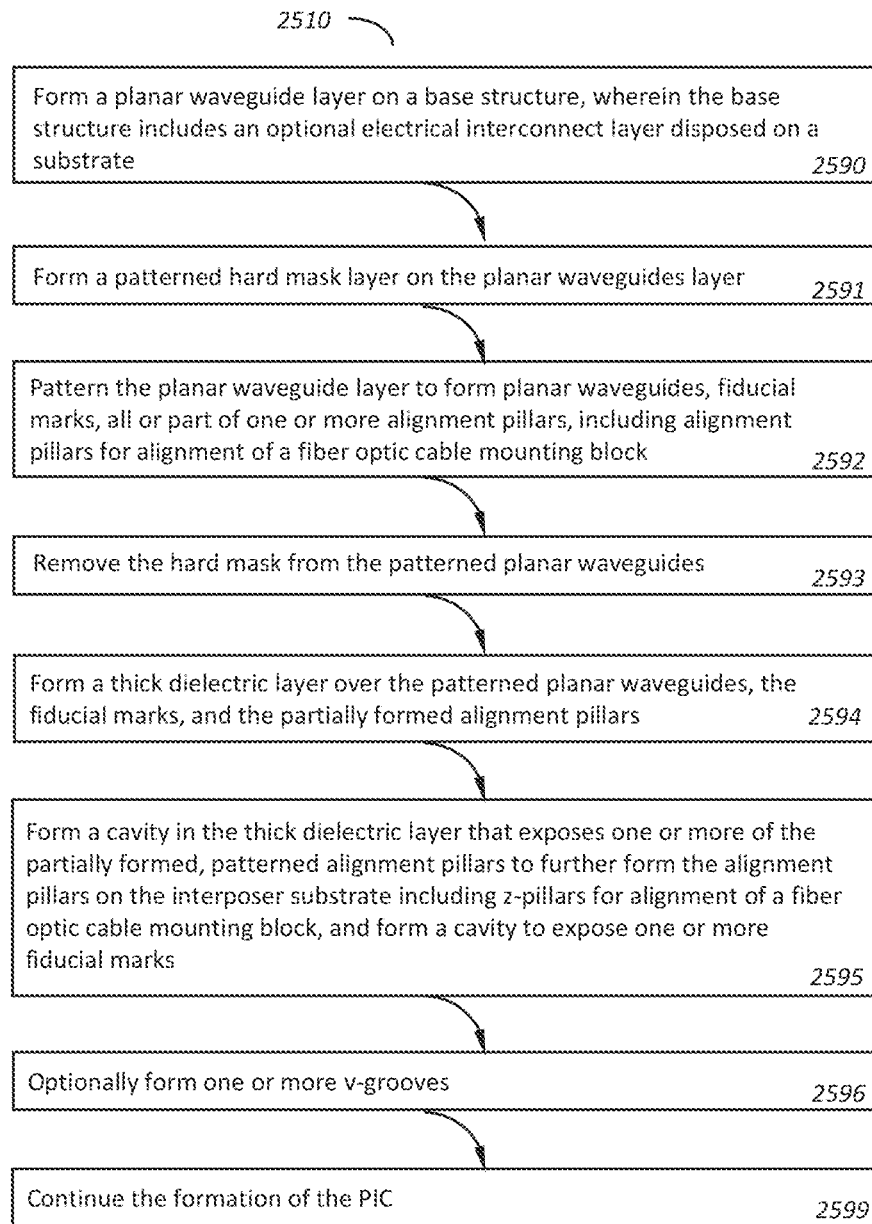 2510
Form a planar waveguide layer on a base structure, wherein the base
structure includes an optional electrical interconnect layer disposed on a
substrate
2590
Form a patterned hard mask layer on the planar waveguides layer
2591
Pattern the planar waveguide layer to form planar waveguides, fiducial
marks, all or part of one or more alignment pillars, including alignment
pillars for alignment of a fiber optic cable mounting block
2592
Remove the hard mask from the patterned planar waveguides
2593
Form a thick dielectric layer over the patterned planar waveguides, the
fiducial marks, and the partially formed alignment pillars
2594
Form a cavity in the thick dielectric layer that exposes one or more of the
partially formed, patterned alignment pillars to further form the alignment
pillars on the interposer substrate including z-pillars for alignment of a fiber
optic cable mounting block, and form a cavity to expose one or more
fiducial marks
2595
Optionally form one or more v-grooves
2596
Continue the formation of the PIC
2599